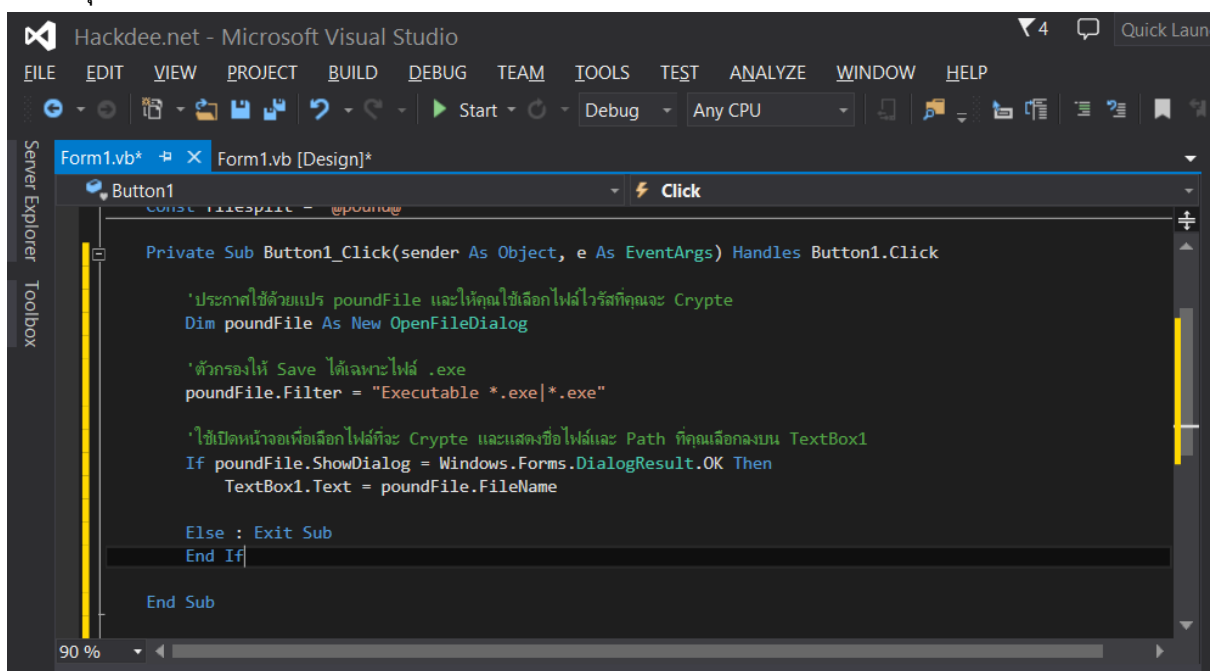 Hackdee.net - Microsoft Visual Studio
4
Quick Laun
FILE EDIT VIEW PROJECT BUILD DEBUG TEAM TOOLS TEST ANALYZE WINDOW HELP
Start Debug Any CPU
Server Explorer
Toolbox
Form1.vb* Form1.vb [Design]*
Button1 Click
Const filesplit = "@pound@"
Private Sub Button1_Click(sender As Object, e As EventArgs) Handles Button1.Click
'ประกาศใช้ด้วยแปร poundFile และให้คุณใช้เลือกไฟล์ไวรัสที่คุณจะ Crypte
Dim poundFile As New OpenFileDialog
'ตัวกรองให้ Save ได้เฉพาะไฟล์ .exe
poundFile.Filter = "Executable *.exe|*.exe"
'ใช้เปิดหน้าจอเพื่อเลือกไฟล์ที่จะ Crypte และแสดงชื่อไฟล์และ Path ที่คุณเลือกลงบน TextBox1
If poundFile.ShowDialog = Windows.Forms.DialogResult.OK Then
TextBox1.Text = poundFile.FileName
Else : Exit Sub
End If
End Sub
90 %